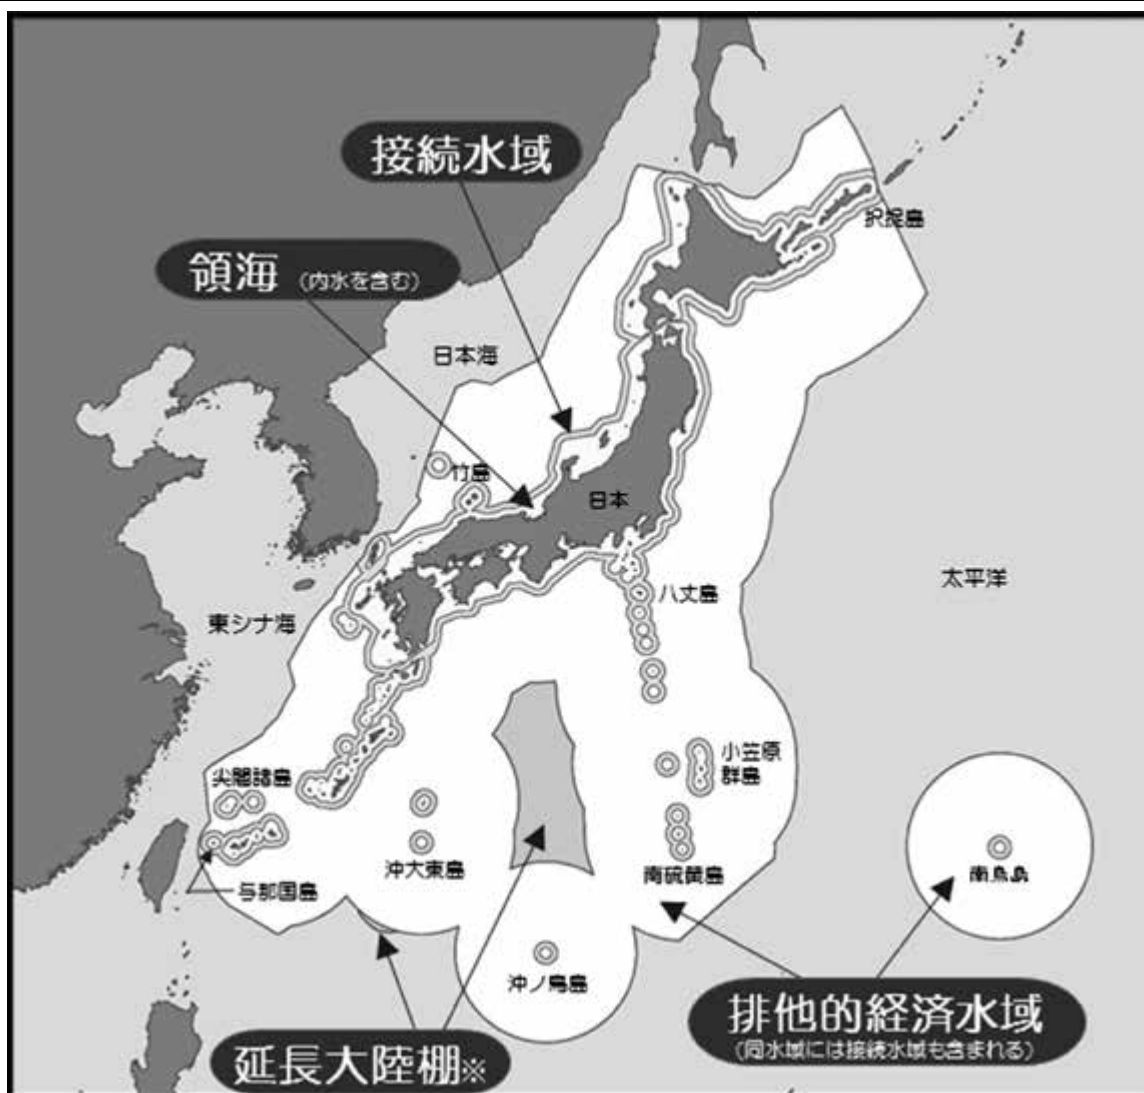 接続水域
択捉島
領海 (内水を含む)
日本海
竹島
日本
太平洋
八丈島
東シナ海
小笠原
群島
尖閣諸島
沖大東島
南硫黄島
南鳥島
与那国島
沖ノ鳥島
排他的経済水域
(同水域には接続水域も含まれる)
延長大陸棚※